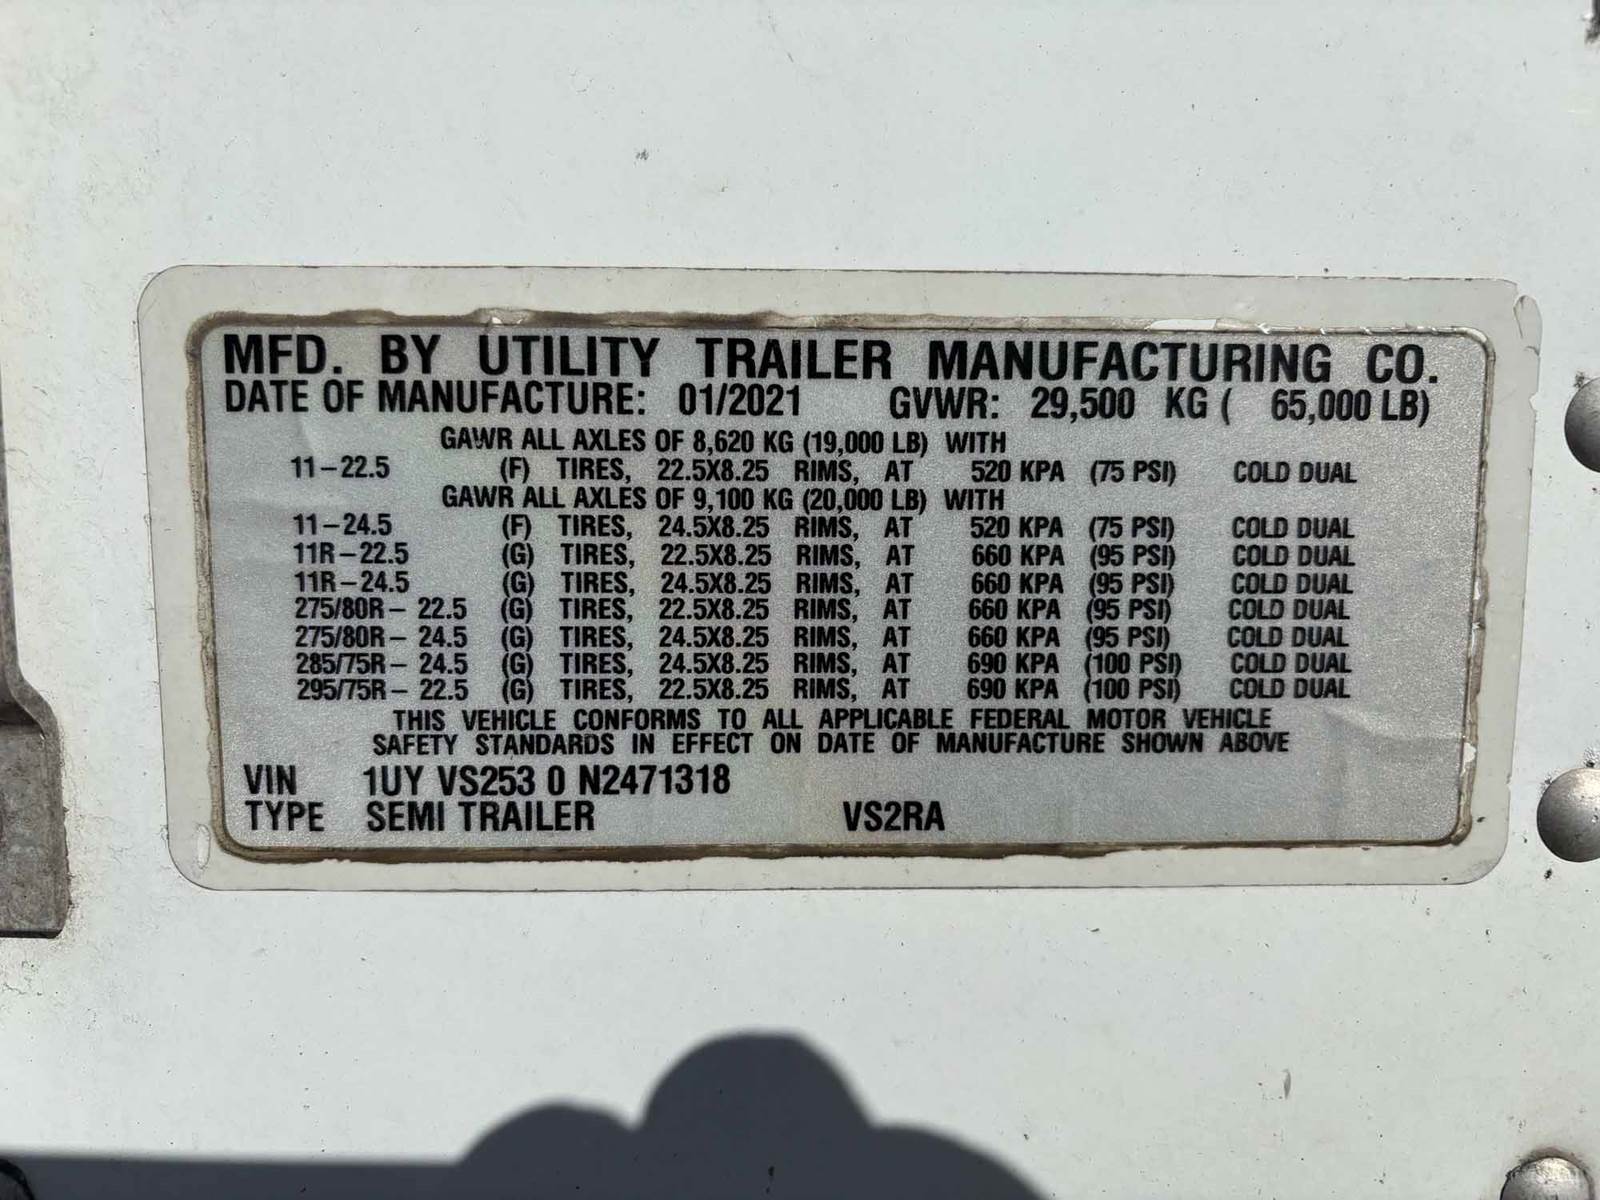 MFD. BY UTILITY TRAILER MANUFACTURING CO.
DATE OF MANUFACTURE: 01/2021 GVWR: 29,500 KG ( 65,000 LB)
GAWR ALL AXLES OF 8,620 KG (19,000 LB) WITH
11-22.5 (F) TIRES, 22.5X8.25 RIMS, AT 520 KPA (75 PSI) COLD DUAL
GAWR ALL AXLES OF 9,100 KG (20,000 LB) WITH
11-24.5 (F) TIRES, 24.5X8.25 RIMS, AT 520 KPA (75 PSI) COLD DUAL
11R-22.5 (G) TIRES, 22.5X8.25 RIMS, AT 660 KPA (95 PSI) COLD DUAL
11R-24.5 (G) TIRES, 24.5X8.25 RIMS, AT 660 KPA (95 PSI) COLD DUAL
275/80R- 22.5 (G) TIRES, 22.5X8.25 RIMS, AT 660 KPA (95 PSI) COLD DUAL
275/80R- 24.5 (G) TIRES, 24.5X8.25 RIMS, AT 660 KPA (95 PSI) COLD DUAL
285/75R- 24.5 (G) TIRES, 24.5X8.25 RIMS, AT 690 KPA (100 PSI) COLD DUAL
295/75R- 22.5 (G) TIRES, 22.5X8.25 RIMS, AT 690 KPA (100 PSI) COLD DUAL
THIS VEHICLE CONFORMS TO ALL APPLICABLE FEDERAL MOTOR VEHICLE
SAFETY STANDARDS IN EFFECT ON DATE OF MANUFACTURE SHOWN ABOVE
VIN 1UY VS253 0 N2471318
TYPE SEMI TRAILER VS2RA